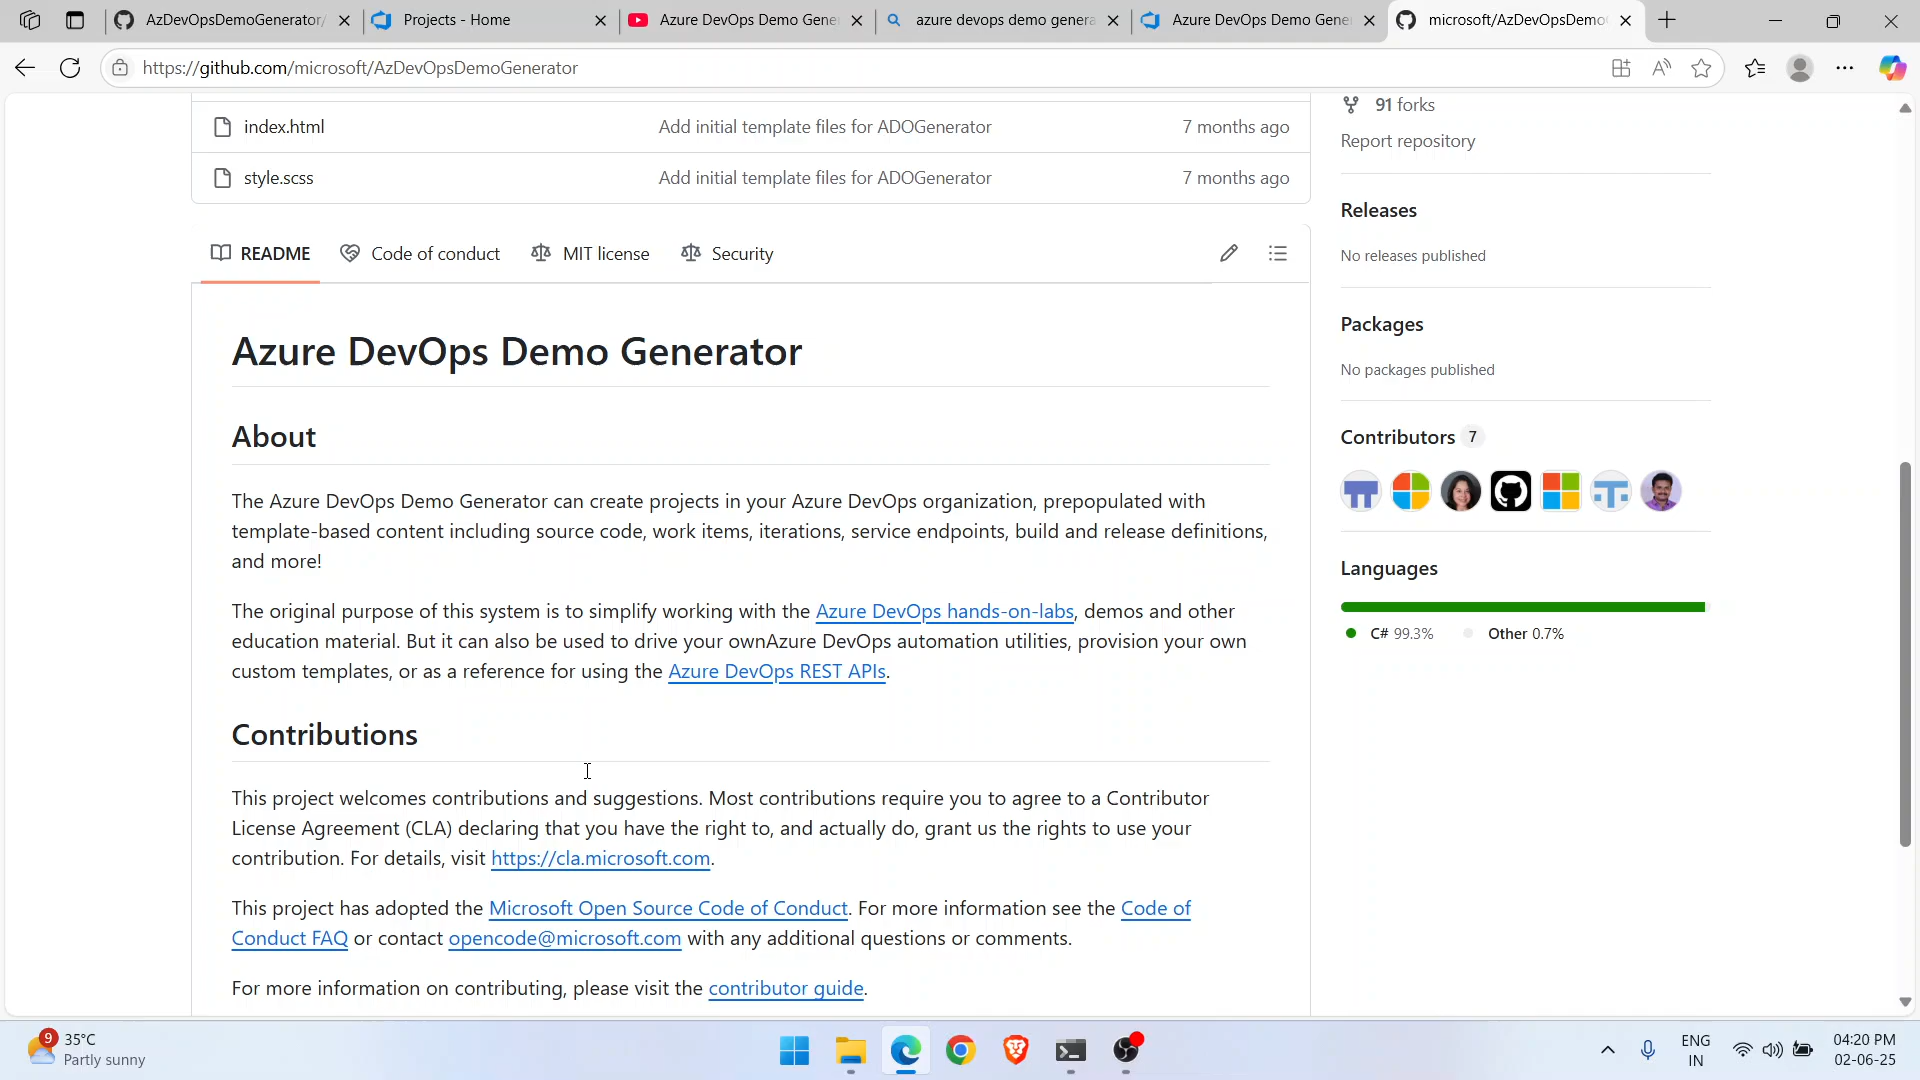 AzDevOpsDemoGenerator/
Projects - Home
Azure DevOps Demo Gene
azure devops demo genera
Azure DevOps Demo Gene
microsoft/AzDevOpsDemo
https://github.com/microsoft/AzDevOpsDemoGenerator
index.html
Add initial template files for ADOGenerator
7 months ago
style.scss
Add initial template files for ADOGenerator
7 months ago
README
Code of conduct
MIT license
Security
Azure DevOps Demo Generator
About
The Azure DevOps Demo Generator can create projects in your Azure DevOps organization, prepopulated with
template-based content including source code, work items, iterations, service endpoints, build and release definitions,
and more!
The original purpose of this system is to simplify working with the Azure DevOps hands-on-labs, demos and other
education material. But it can also be used to drive your ownAzure DevOps automation utilities, provision your own
custom templates, or as a reference for using the Azure DevOps REST APIs.
Contributions
This project welcomes contributions and suggestions. Most contributions require you to agree to a Contributor
License Agreement (CLA) declaring that you have the right to, and actually do, grant us the rights to use your
contribution. For details, visit https://cla.microsoft.com.
This project has adopted the Microsoft Open Source Code of Conduct. For more information see the Code of
Conduct FAQ or contact opencode@microsoft.com with any additional questions or comments.
For more information on contributing, please visit the contributor guide.
91 forks
Report repository
Releases
No releases published
Packages
No packages published
Contributors 7
Languages
C# 99.3%
Other 0.7%
9
35°C
Partly sunny
ENG
IN
04:20 PM
02-06-25